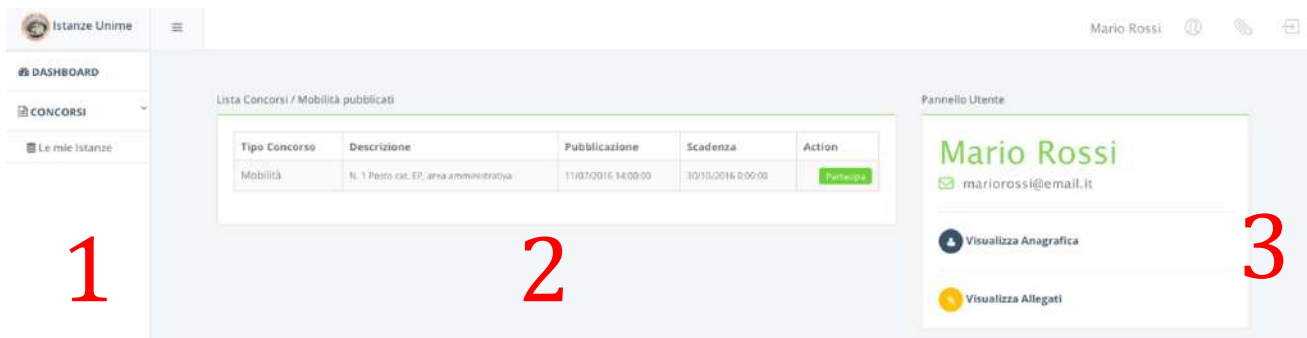 Istanze Unime
Mario Rossi
DASHBOARD
CONCORSI
Le mie Istanze
Lista Concorsi / Mobilità pubblicati
Tipo Concorso Descrizione Pubblicazione Scadenza Action
Mobilità N. 1 Posto cat. EP, area amministrativa 11/07/2016 14:00:00 30/10/2016 0:00:00 Partecipa
Pannello Utente
Mario Rossi
mariorossi@email.it
Visualizza Anagrafica
Visualizza Allegati
1
2
3